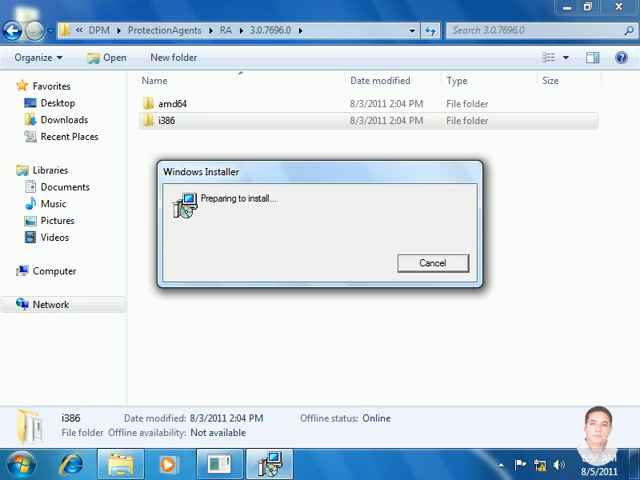 « DPM ▸ ProtectionAgents ▸ RA ▸ 3.0.7696.0 ▸
Search 3.0.7696.0
Organize Open New folder
Name Date modified Type Size
Favorites
Desktop
Downloads
Recent Places
Libraries
Documents
Music
Pictures
Videos
Computer
Network
amd64 8/3/2011 2:04 PM File folder
i386 8/3/2011 2:04 PM File folder
Windows Installer
Preparing to install...
Cancel
i386 Date modified: 8/3/2011 2:04 PM Offline status: Online
File folder Offline availability: Not available
6:58 AM
8/5/2011